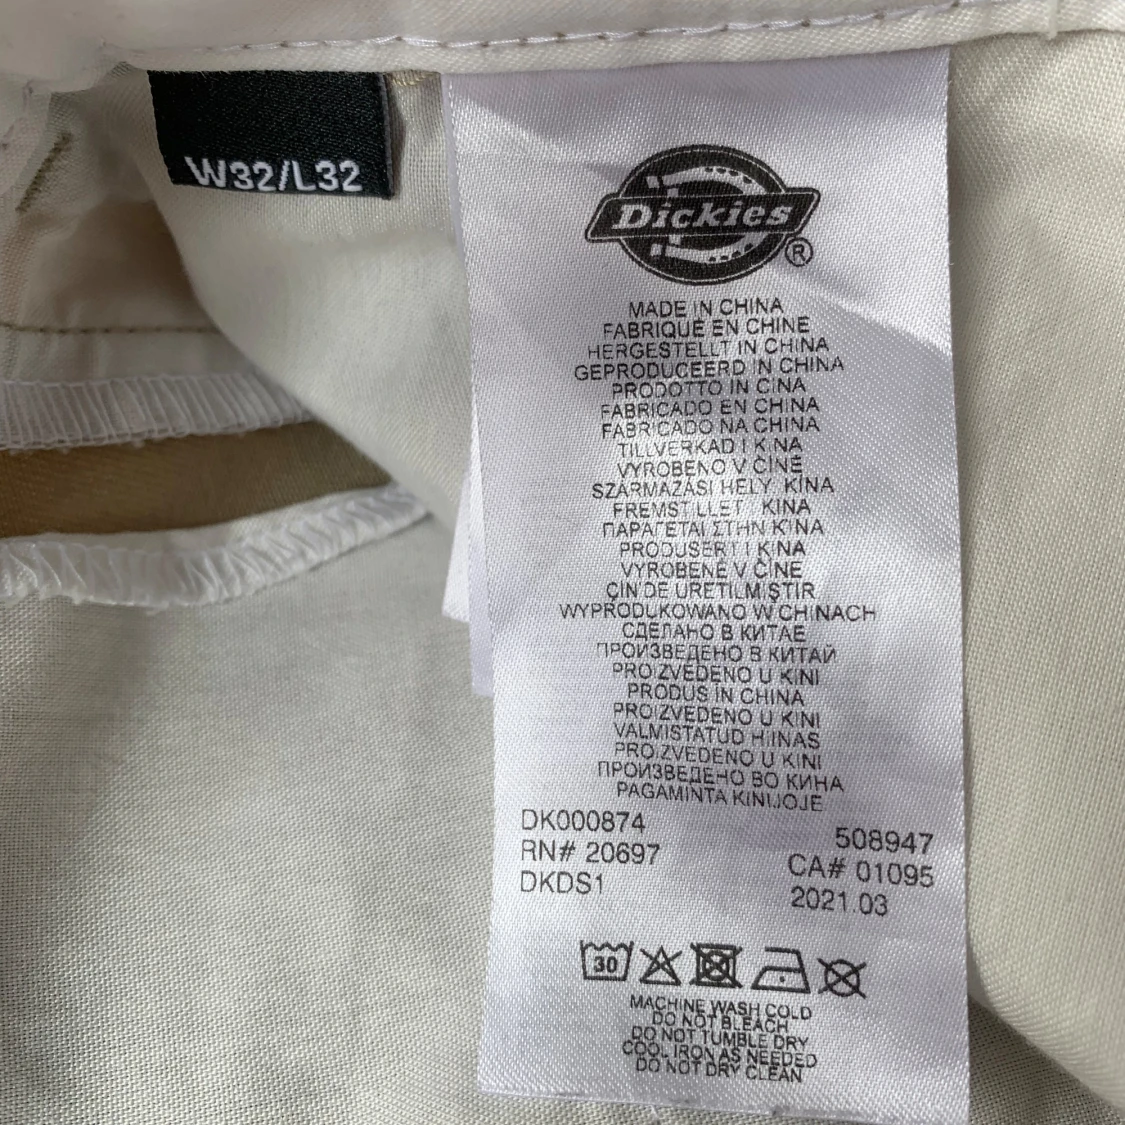 W32/L32
Dickies®
MADE IN CHINA
FABRIQUÉ EN CHINE
HERGESTELLT IN CHINA
GEPRODUCEERD IN CHINA
PRODOTTO IN CINA
FABRICADO EN CHINA
FABRICADO NA CHINA
TILLVERKAD I KINA
VYROBENO V ČÍNĚ
SZÁRMAZÁSI HELY: KÍNA
FREMSTILLET I KINA
ΠΑΡΑΓΕΤΑΙ ΣΤΗΝ ΚΙΝΑ
PRODUSERT I KINA
VYROBENÉ V ČÍNE
ÇİN'DE ÜRETİLMİŞTİR
WYPRODUKOWANO W CHINACH
СДЕЛАНО В КИТАЕ
ПРОИЗВЕДЕНО В КИТАЙ
PROIZVEDENO U KINI
PRODUS IN CHINA
PROIZVEDENO U KINI
VALMISTATUD HIINAS
PROIZVEDENO U KINI
ПРОИЗВЕДЕНО ВО КИНА
PAGAMINTA KINIJOJE
DK000874
508947
RN# 20697
CA# 01095
DKDS1
2021.03
30
MACHINE WASH COLD
DO NOT BLEACH
DO NOT TUMBLE DRY
COOL IRON AS NEEDED
DO NOT DRY CLEAN